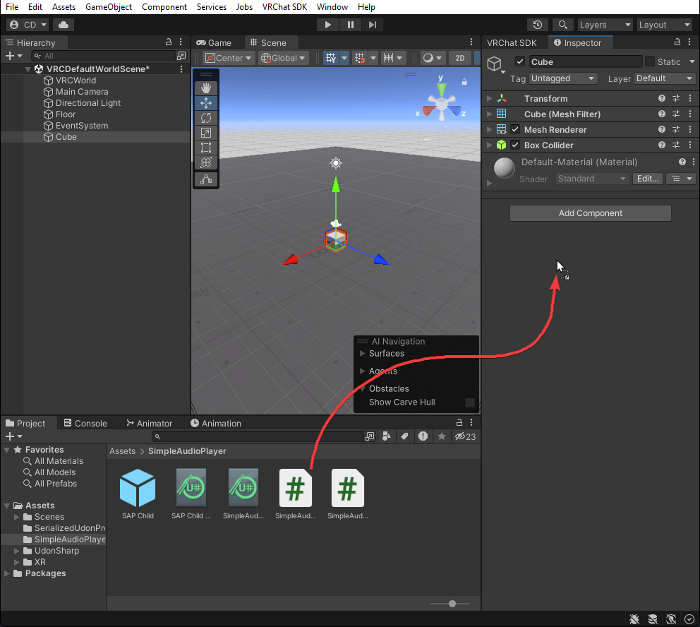 File Edit Assets GameObject Component Services Jobs VRChat SDK Window Help
CD Layers Layout
Hierarchy
All
VRCDefaultWorldScene*
VRCWorld
Main Camera
Directional Light
Floor
EventSystem
Cube
Game Scene
Center Global 2D
y
x z
AI Navigation
Surfaces
Agents
Obstacles
Show Carve Hull
VRChat SDK Inspector
Cube Static
Tag Untagged Layer Default
Transform
Cube (Mesh Filter)
Mesh Renderer
Box Collider
Default-Material (Material)
Shader Standard Edit...
Add Component
Project Console Animator Animation
23
Favorites
All Materials
All Models
All Prefabs
Assets
Scenes
SerializedUdonPr
SimpleAudioPlaye
UdonSharp
XR
Packages
Assets > SimpleAudioPlayer
U# U# # #
SAP Child SAP Child ... SimpleAud... SimpleAud... SimpleAud...